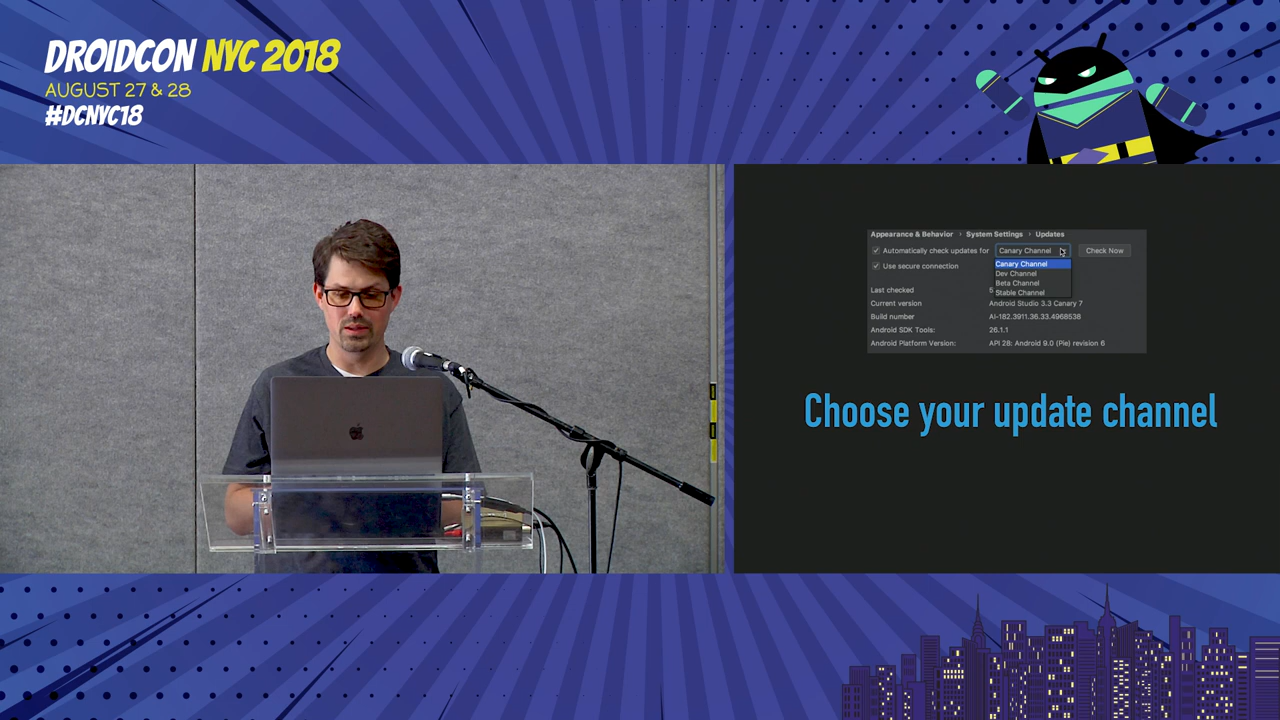 DROIDCON NYC 2018
AUGUST 27 & 28
#DCNYC18
Appearance & Behavior › System Settings › Updates
Automatically check updates for Canary Channel Check Now
Canary Channel
Use secure connection
Dev Channel
Beta Channel
Stable Channel
Last checked 5
Current version Android Studio 3.3 Canary 7
Build number AI-182.3911.36.33.4968538
Android SDK Tools: 26.1.1
Android Platform Version: API 28: Android 9.0 (Pie) revision 6
Choose your update channel